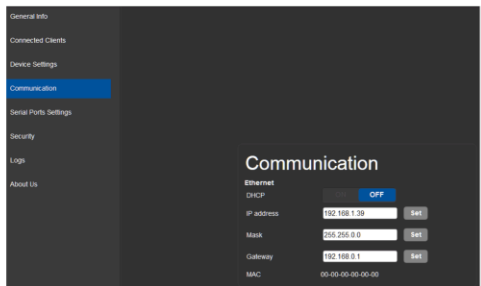 General Info
Connected Clients
Device Settings
Communication
Serial Ports Settings
Security
Logs
About Us
Communication
Ethernet
DHCP OFF
IP address 192.168.1.39 Set
Mask 255.255.0.0 Set
Gateway 192.168.0.1 Set
MAC 00-00-00-00-00-00